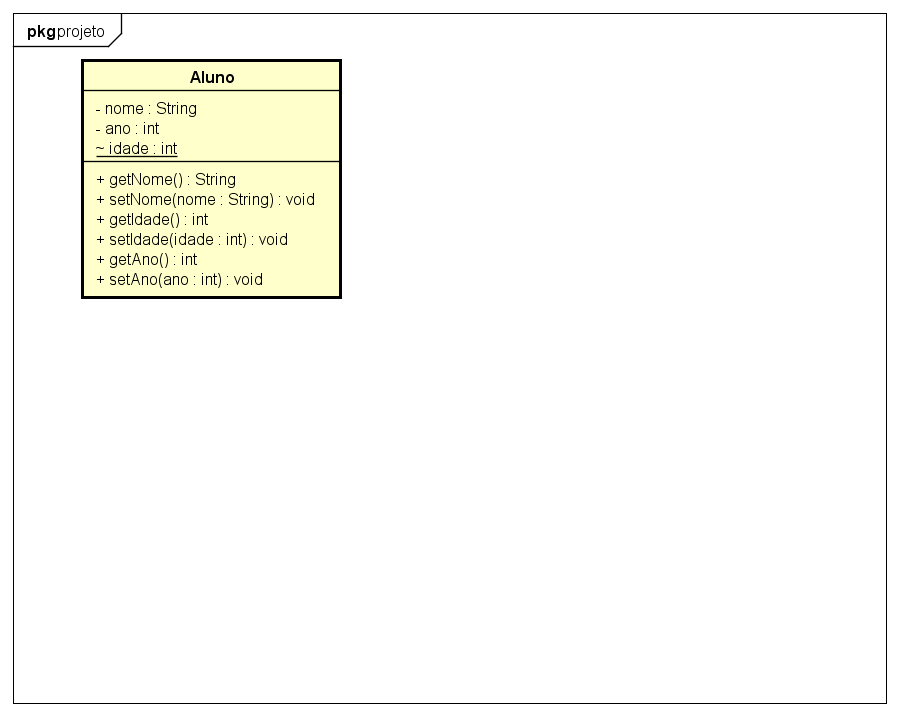 pkg projeto
Aluno
- nome : String
- ano : int
~ idade : int
+ getNome() : String
+ setNome(nome : String) : void
+ getIdade() : int
+ setIdade(idade : int) : void
+ getAno() : int
+ setAno(ano : int) : void